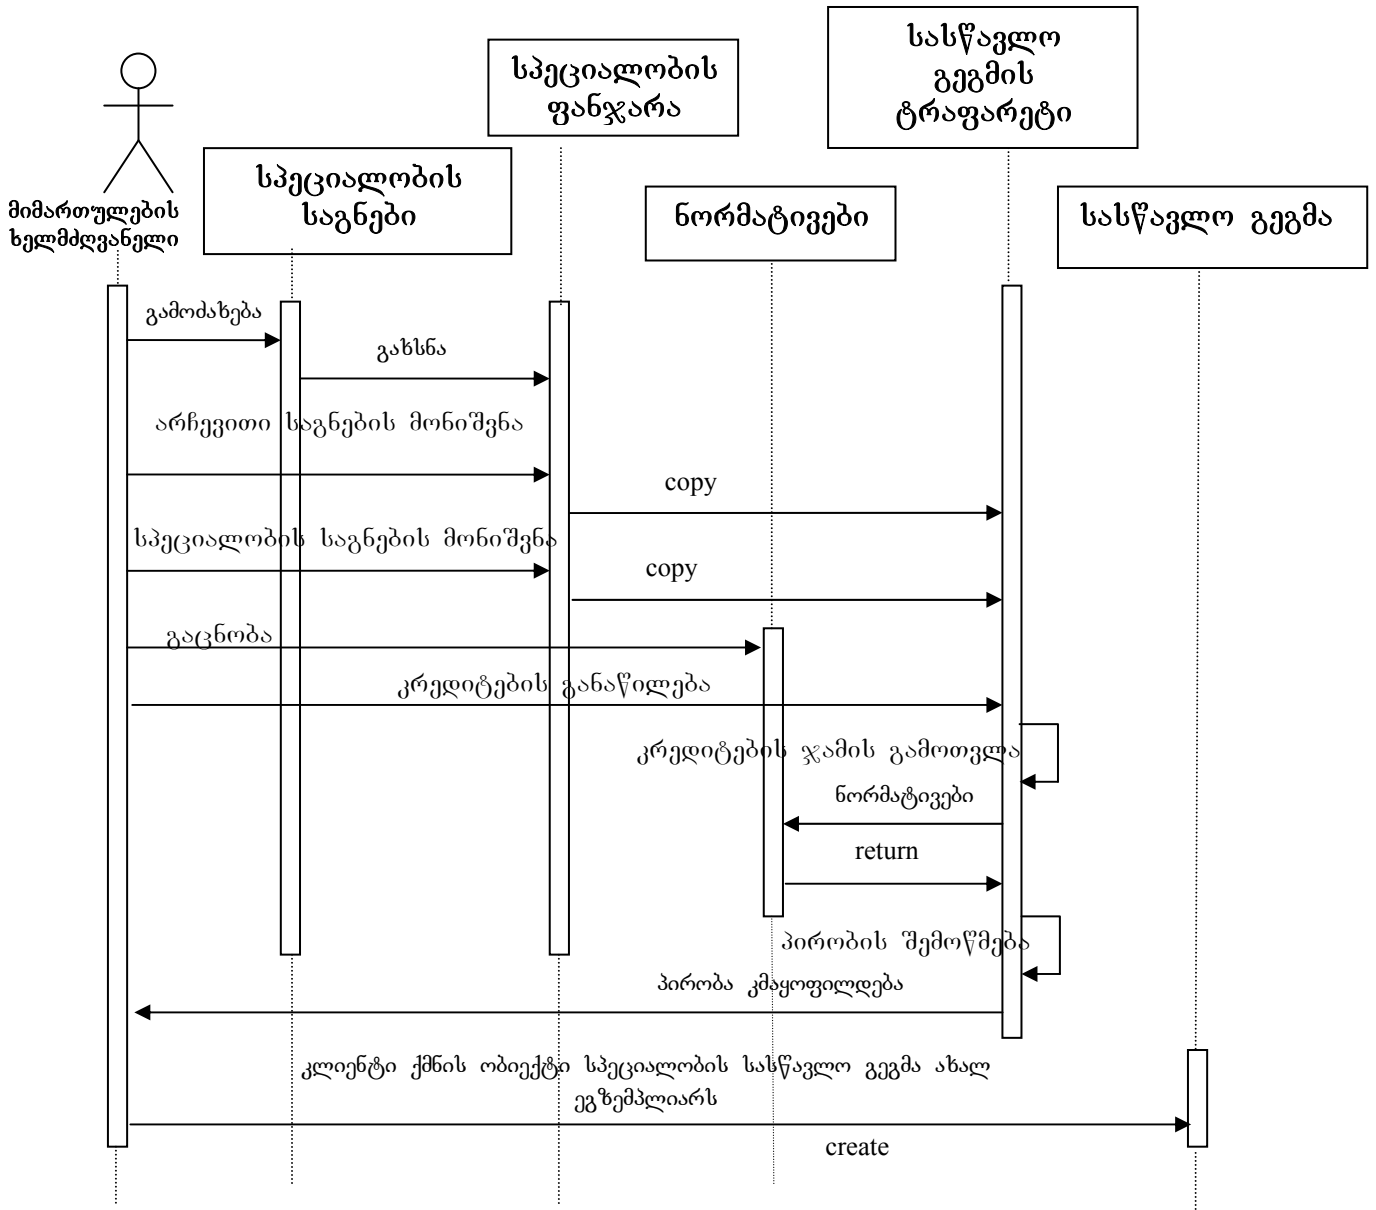 სასწავლო
გეგმის
ტრაფარეტი
სპეციალობის
ფანჯარა
სპეციალობის
საგნები
ნორმატივები
სასწავლო გეგმა
მიმართულების
ხელმძღვანელი
გამოძახება
გახსნა
არჩევითი საგნების მონიშვნა
copy
სპეციალობის საგნების მონიშვნა
copy
გაცნობა
კრედიტების განაწილება
კრედიტების ჯამის გამოთვლა
ნორმატივები
return
პირობის შემოწმება
პირობა კმაყოფილდება
კლიენტი ქმნის ობიექტი სპეციალობის სასწავლო გეგმა ახალ
ეგზემპლიარს
create